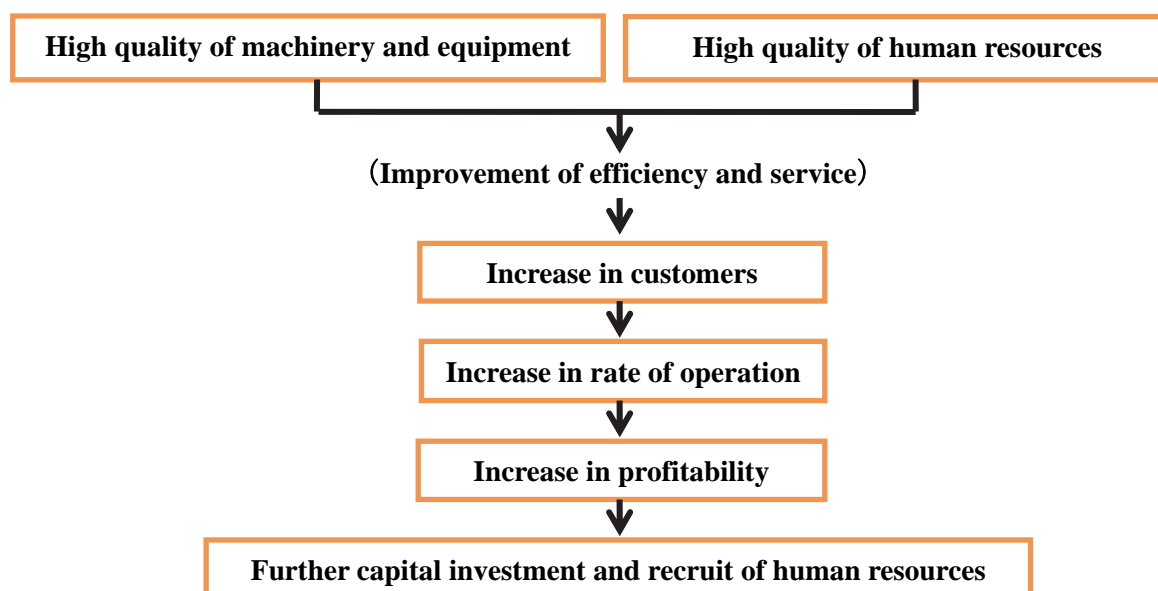 High quality of machinery and equipment
High quality of human resources
（Improvement of efficiency and service）
Increase in customers
Increase in rate of operation
Increase in profitability
Further capital investment and recruit of human resources